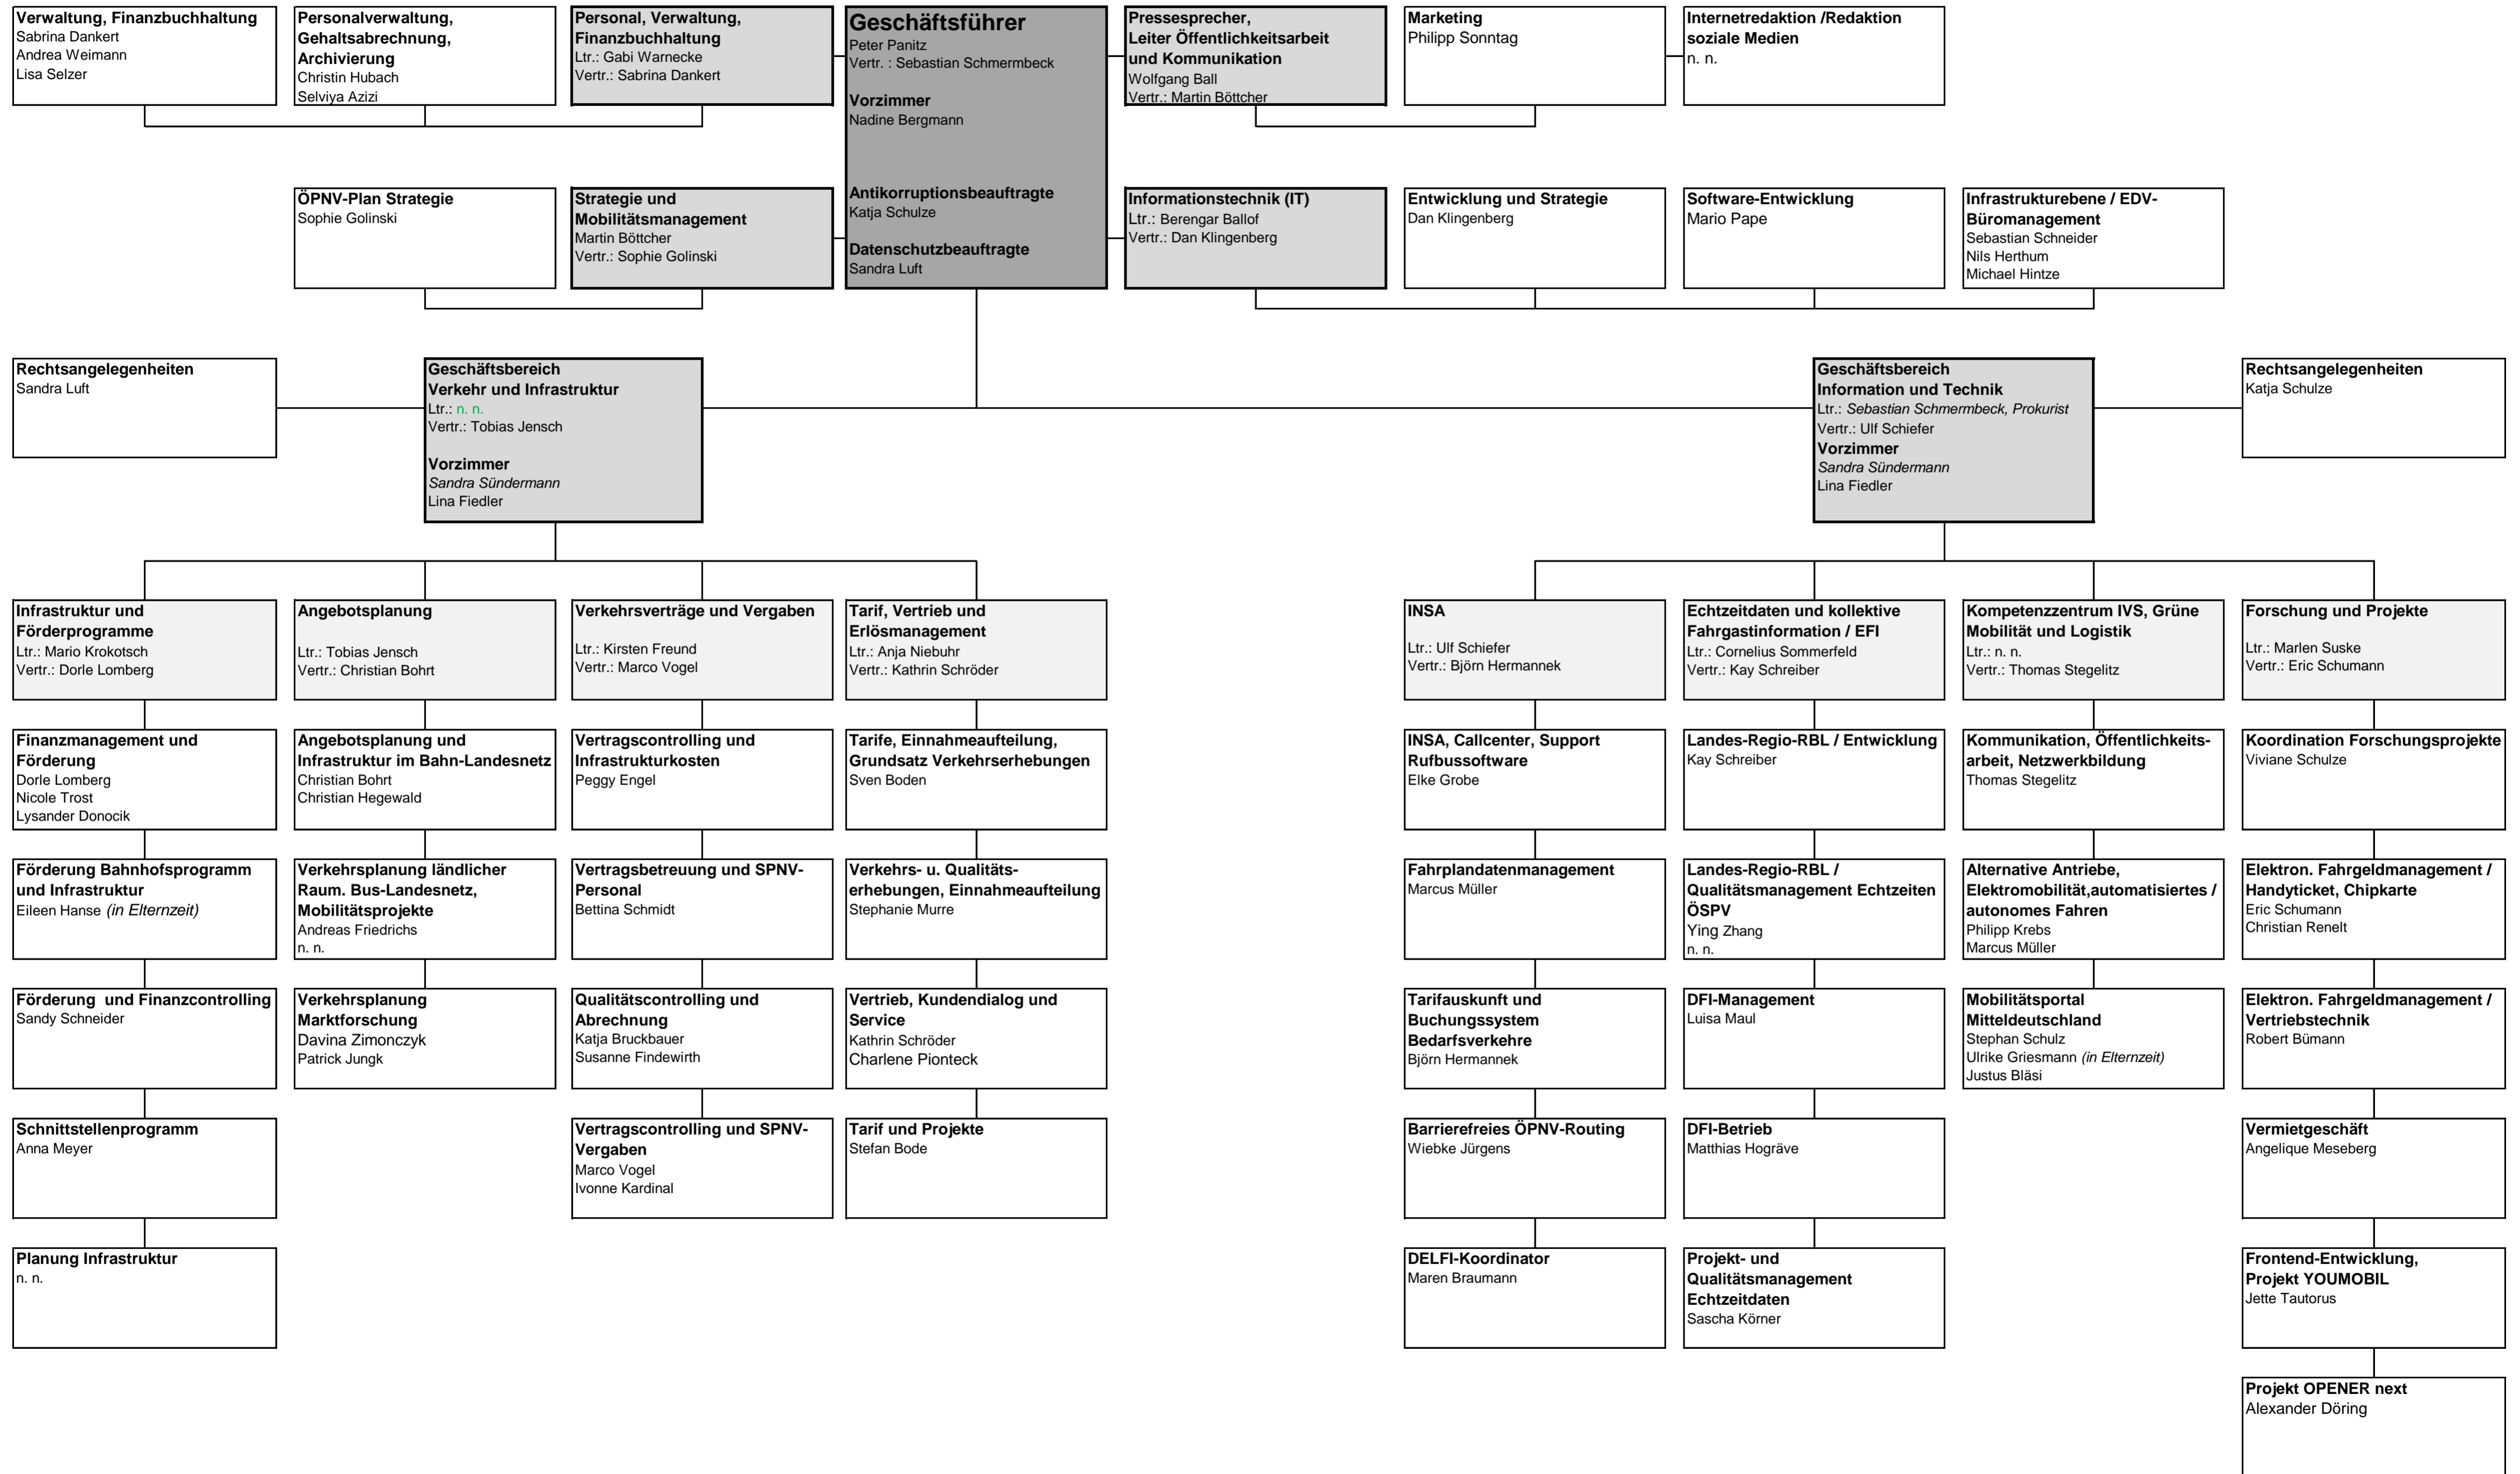 Verwaltung, Finanzbuchhaltung
Sabrina Dankert
Andrea Weimann
Lisa Selzer
Personalverwaltung,
Gehaltsabrechnung,
Archivierung
Christin Hubach
Selviya Azizi
Personal, Verwaltung,
Finanzbuchhaltung
Ltr.: Gabi Warnecke
Vertr.: Sabrina Dankert
Geschäftsführer
Peter Panitz
Vertr. : Sebastian Schmermbeck
Vorzimmer
Nadine Bergmann
Antikorruptionsbeauftragte
Katja Schulze
Datenschutzbeauftragte
Sandra Luft
Pressesprecher,
Leiter Öffentlichkeitsarbeit
und Kommunikation
Wolfgang Ball
Vertr.: Martin Böttcher
Marketing
Philipp Sonntag
Internetredaktion /Redaktion
soziale Medien
n. n.
ÖPNV-Plan Strategie
Sophie Golinski
Strategie und
Mobilitätsmanagement
Martin Böttcher
Vertr.: Sophie Golinski
Informationstechnik (IT)
Ltr.: Berengar Ballof
Vertr.: Dan Klingenberg
Entwicklung und Strategie
Dan Klingenberg
Software-Entwicklung
Mario Pape
Infrastrukturebene / EDV-
Büromanagement
Sebastian Schneider
Nils Herthum
Michael Hintze
Rechtsangelegenheiten
Sandra Luft
Geschäftsbereich
Verkehr und Infrastruktur
Ltr.: n. n.
Vertr.: Tobias Jensch
Vorzimmer
Sandra Sündermann
Lina Fiedler
Geschäftsbereich
Information und Technik
Ltr.: Sebastian Schmermbeck, Prokurist
Vertr.: Ulf Schiefer
Vorzimmer
Sandra Sündermann
Lina Fiedler
Rechtsangelegenheiten
Katja Schulze
Infrastruktur und
Förderprogramme
Ltr.: Mario Krokotsch
Vertr.: Dorle Lomberg
Angebotsplanung
Ltr.: Tobias Jensch
Vertr.: Christian Bohrt
Verkehrsverträge und Vergaben
Ltr.: Kirsten Freund
Vertr.: Marco Vogel
Tarif, Vertrieb und
Erlösmanagement
Ltr.: Anja Niebuhr
Vertr.: Kathrin Schröder
INSA
Ltr.: Ulf Schiefer
Vertr.: Björn Hermannek
Echtzeitdaten und kollektive
Fahrgastinformation / EFI
Ltr.: Cornelius Sommerfeld
Vertr.: Kay Schreiber
Kompetenzzentrum IVS, Grüne
Mobilität und Logistik
Ltr.: n. n.
Vertr.: Thomas Stegelitz
Forschung und Projekte
Ltr.: Marlen Suske
Vertr.: Eric Schumann
Finanzmanagement und
Förderung
Dorle Lomberg
Nicole Trost
Lysander Donocik
Angebotsplanung und
Infrastruktur im Bahn-Landesnetz
Christian Bohrt
Christian Hegewald
Vertragscontrolling und
Infrastrukturkosten
Peggy Engel
Tarife, Einnahmeaufteilung,
Grundsatz Verkehrserhebungen
Sven Boden
INSA, Callcenter, Support
Rufbussoftware
Elke Grobe
Landes-Regio-RBL / Entwicklung
Kay Schreiber
Kommunikation, Öffentlichkeits-
arbeit, Netzwerkbildung
Thomas Stegelitz
Koordination Forschungsprojekte
Viviane Schulze
Förderung Bahnhofsprogramm
und Infrastruktur
Eileen Hanse (in Elternzeit)
Verkehrsplanung ländlicher
Raum. Bus-Landesnetz,
Mobilitätsprojekte
Andreas Friedrichs
n. n.
Vertragsbetreuung und SPNV-
Personal
Bettina Schmidt
Verkehrs- u. Qualitäts-
erhebungen, Einnahmeaufteilung
Stephanie Murre
Fahrplandatenmanagement
Marcus Müller
Landes-Regio-RBL /
Qualitätsmanagement Echtzeiten
ÖSPV
Ying Zhang
n. n.
Alternative Antriebe,
Elektromobilität,automatisiertes /
autonomes Fahren
Philipp Krebs
Marcus Müller
Elektron. Fahrgeldmanagement /
Handyticket, Chipkarte
Eric Schumann
Christian Renelt
Förderung und Finanzcontrolling
Sandy Schneider
Verkehrsplanung
Marktforschung
Davina Zimonczyk
Patrick Jungk
Qualitätscontrolling und
Abrechnung
Katja Bruckbauer
Susanne Findewirth
Vertrieb, Kundendialog und
Service
Kathrin Schröder
Charlene Pionteck
Tarifauskunft und
Buchungssystem
Bedarfsverkehre
Björn Hermannek
DFI-Management
Luisa Maul
Mobilitätsportal
Mitteldeutschland
Stephan Schulz
Ulrike Griesmann (in Elternzeit)
Justus Bläsi
Elektron. Fahrgeldmanagement /
Vertriebstechnik
Robert Bümann
Schnittstellenprogramm
Anna Meyer
Vertragscontrolling und SPNV-
Vergaben
Marco Vogel
Ivonne Kardinal
Tarif und Projekte
Stefan Bode
Barrierefreies ÖPNV-Routing
Wiebke Jürgens
DFI-Betrieb
Matthias Hogräve
Vermietgeschäft
Angelique Meseberg
Planung Infrastruktur
n. n.
DELFI-Koordinator
Maren Braumann
Projekt- und
Qualitätsmanagement
Echtzeitdaten
Sascha Körner
Frontend-Entwicklung,
Projekt YOUMOBIL
Jette Tautorus
Projekt OPENER next
Alexander Döring